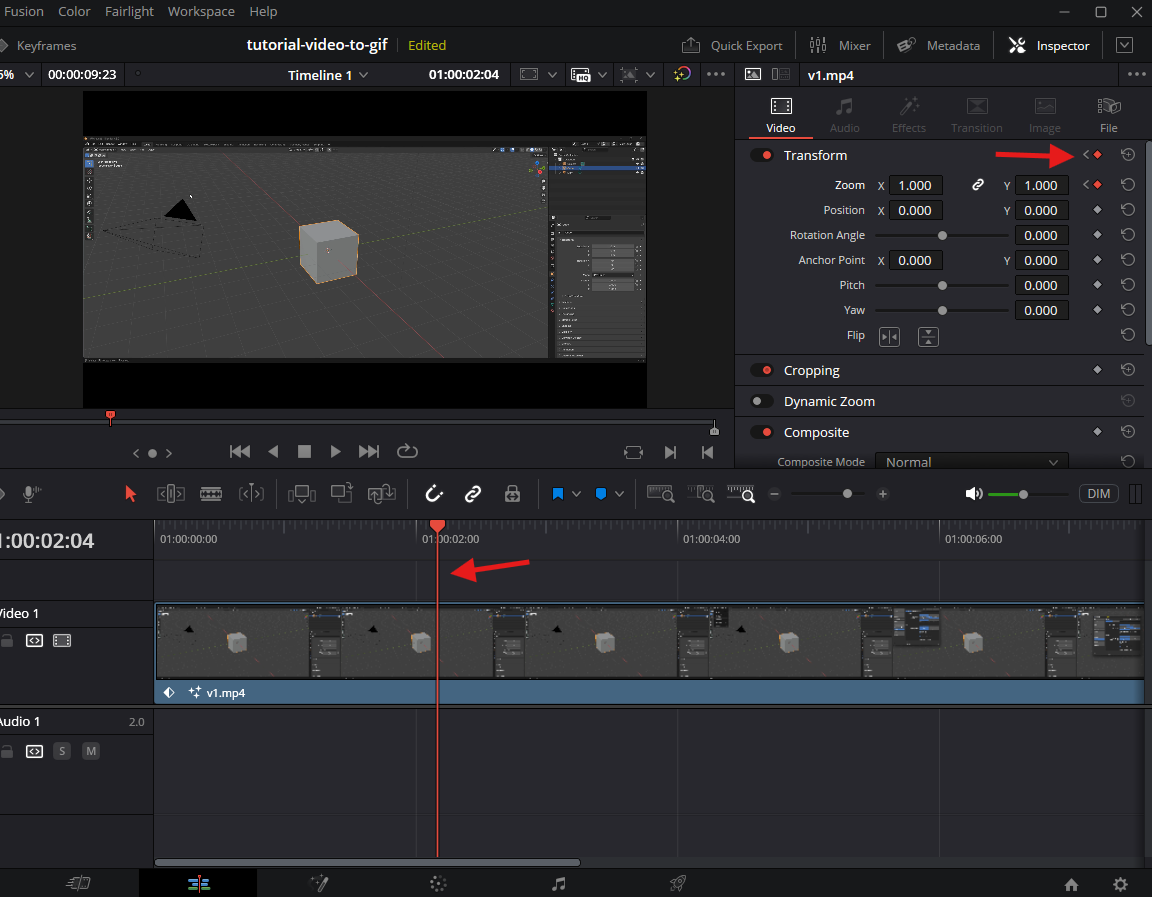 Fusion Color Fairlight Workspace Help
Keyframes tutorial-video-to-gif Edited Quick Export Mixer Metadata Inspector
6% 00:00:09:23 Timeline 1 01:00:02:04 HQ v1.mp4
Video Audio Effects Transition Image File
Transform
Zoom X 1.000 Y 1.000
Position X 0.000 Y 0.000
Rotation Angle 0.000
Anchor Point X 0.000 Y 0.000
Pitch 0.000
Yaw 0.000
Flip
Cropping
Dynamic Zoom
Composite
Composite Mode Normal
DIM
1:00:02:04 01:00:00:00 01:00:02:00 01:00:04:00 01:00:06:00
Video 1
v1.mp4
Audio 1 2.0
S M